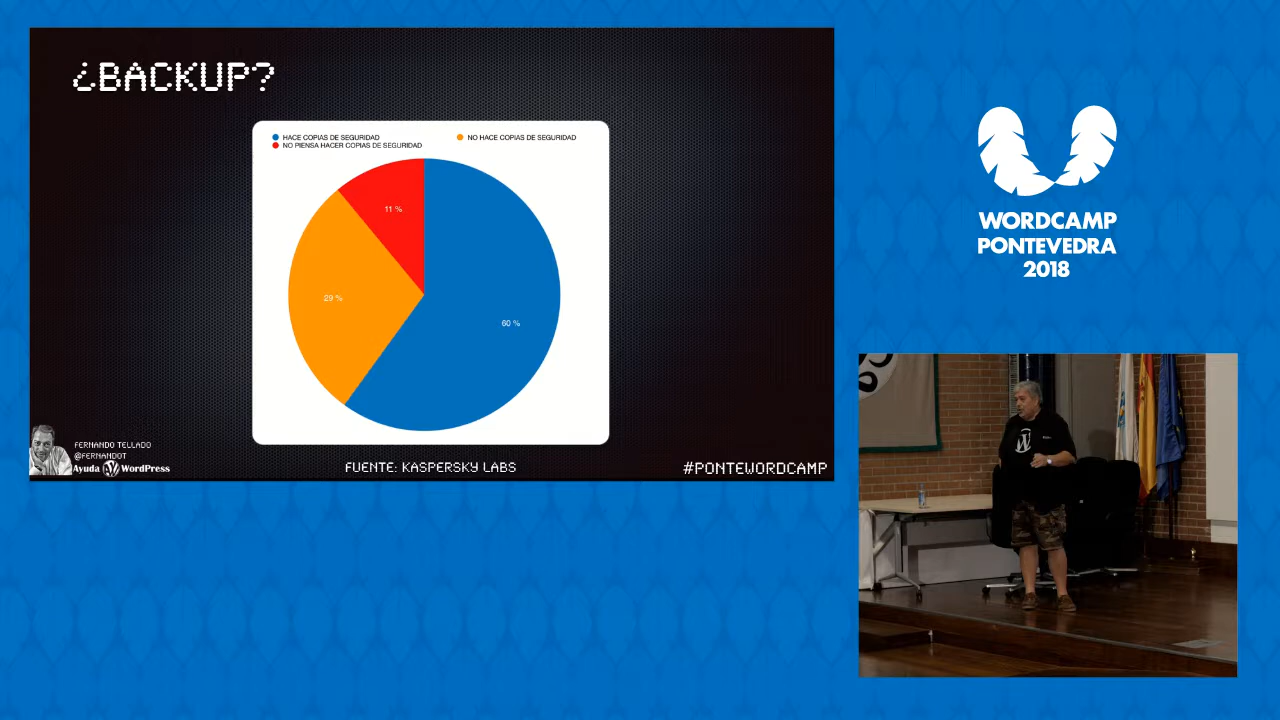 ¿BACKUP?
HACE COPIAS DE SEGURIDAD
NO HACE COPIAS DE SEGURIDAD
NO PIENSA HACER COPIAS DE SEGURIDAD
11 %
29 %
60 %
FERNANDO TELLADO
@FERNANDOT
Ayuda WordPress
FUENTE: KASPERSKY LABS
#PONTEWORDCAMP
WORDCAMP
PONTEVEDRA
2018